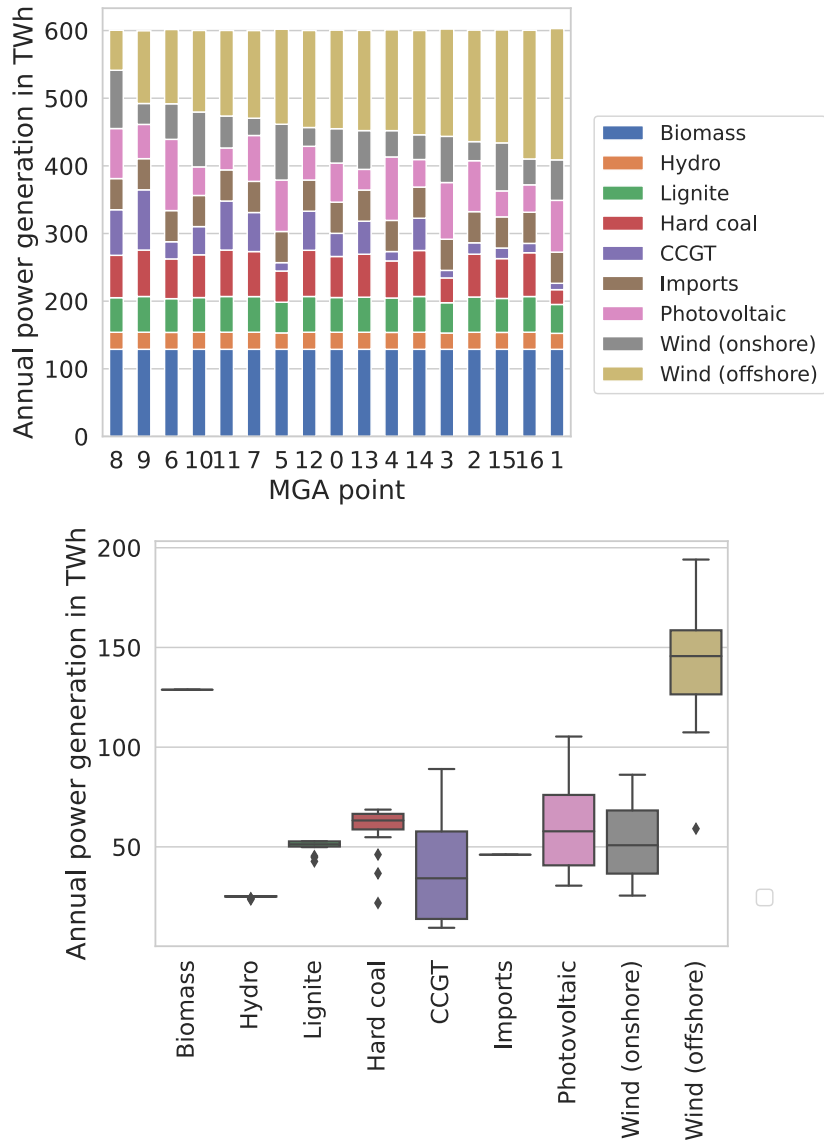 Annual power generation in TWh
600
500
400
300
200
100
0
8 9 6 10 11 7 5 12 0 13 4 14 3 2 15 16 1
MGA point
Biomass
Hydro
Lignite
Hard coal
CCGT
Imports
Photovoltaic
Wind (onshore)
Wind (offshore)
Annual power generation in TWh
200
150
100
50
Biomass
Hydro
Lignite
Hard coal
CCGT
Imports
Photovoltaic
Wind (onshore)
Wind (offshore)